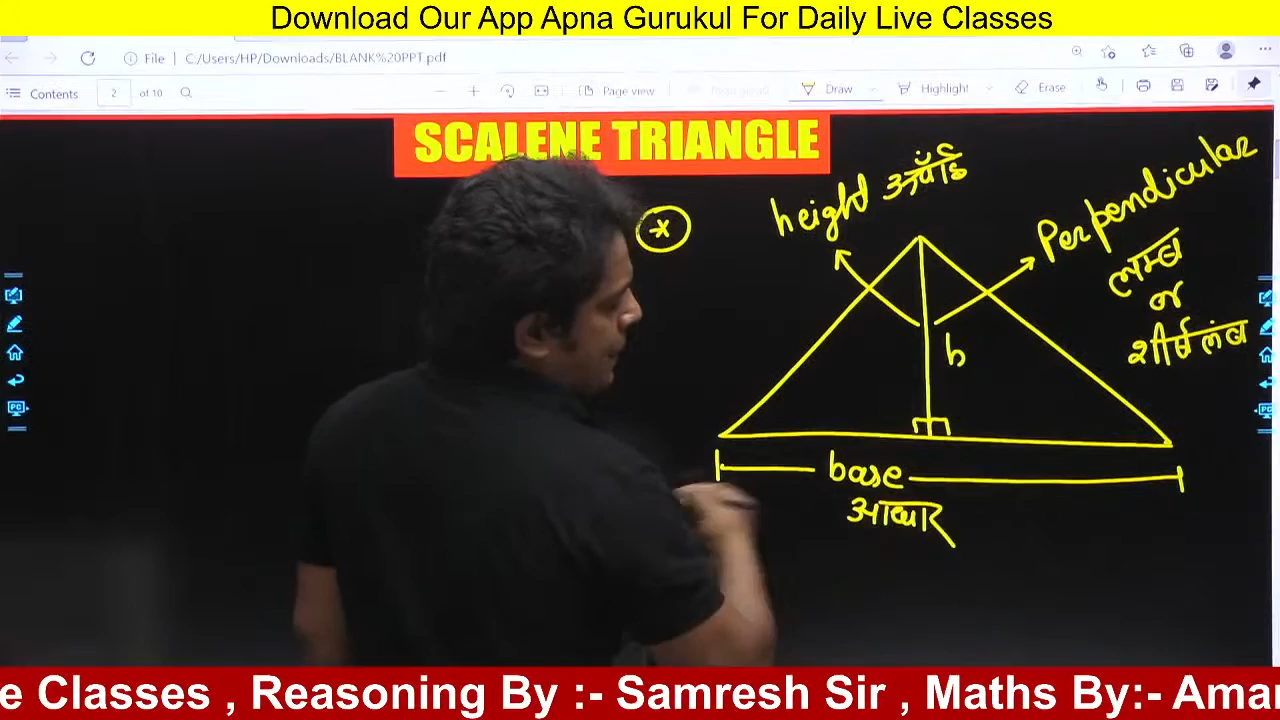 Download Our App Apna Gurukul For Daily Live Classes
File | C:/Users/HP/Downloads/BLANK%20PPT.pdf
Contents 2 of 10 Page view Draw Highlight Erase
SCALENE TRIANGLE
*
height
Perpendicular
लम्ब
or
शीर्षलंब
h
base
आधार
e Classes , Reasoning By :- Samresh Sir , Maths By:- Amar